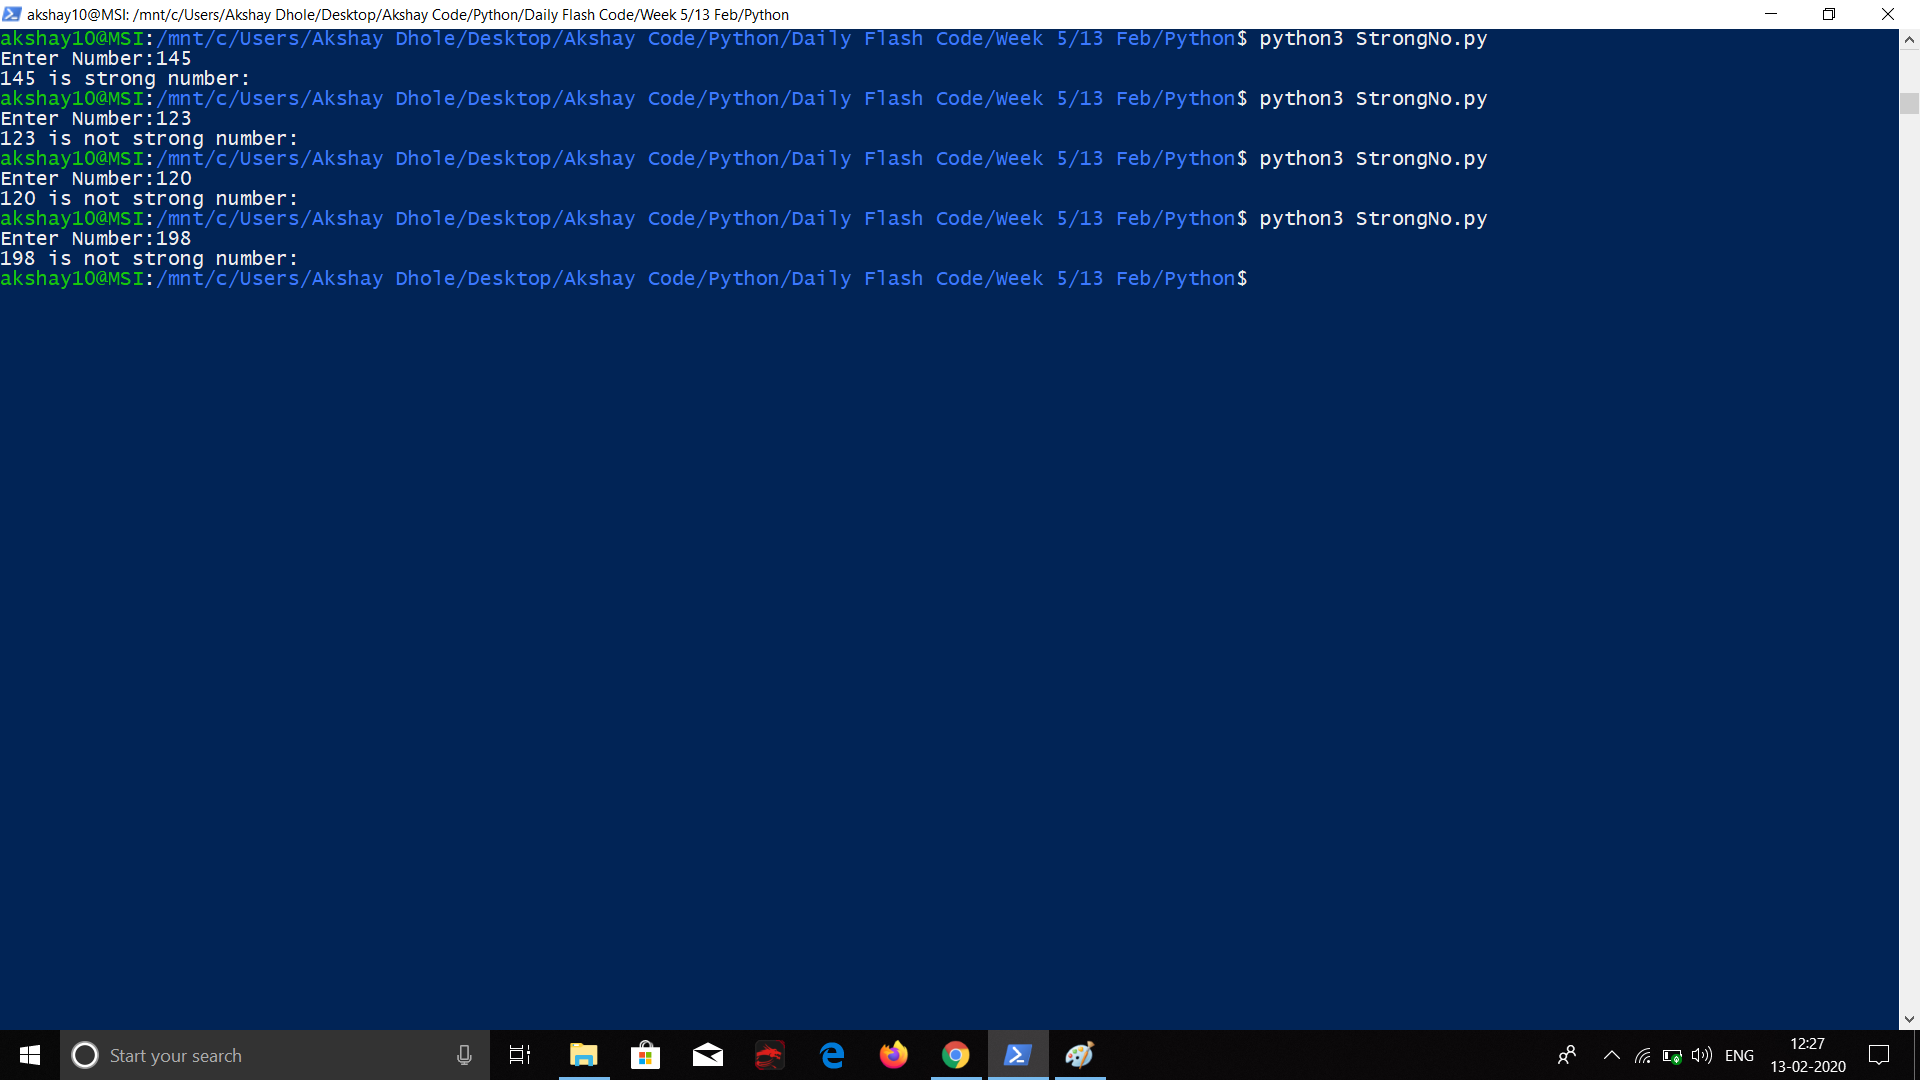 akshay10@MSI: /mnt/c/Users/Akshay Dhole/Desktop/Akshay Code/Python/Daily Flash Code/Week 5/13 Feb/Python
akshay10@MSI:/mnt/c/Users/Akshay Dhole/Desktop/Akshay Code/Python/Daily Flash Code/Week 5/13 Feb/Python$ python3 StrongNo.py
Enter Number:145
145 is strong number:
akshay10@MSI:/mnt/c/Users/Akshay Dhole/Desktop/Akshay Code/Python/Daily Flash Code/Week 5/13 Feb/Python$ python3 StrongNo.py
Enter Number:123
123 is not strong number:
akshay10@MSI:/mnt/c/Users/Akshay Dhole/Desktop/Akshay Code/Python/Daily Flash Code/Week 5/13 Feb/Python$ python3 StrongNo.py
Enter Number:120
120 is not strong number:
akshay10@MSI:/mnt/c/Users/Akshay Dhole/Desktop/Akshay Code/Python/Daily Flash Code/Week 5/13 Feb/Python$ python3 StrongNo.py
Enter Number:198
198 is not strong number:
akshay10@MSI:/mnt/c/Users/Akshay Dhole/Desktop/Akshay Code/Python/Daily Flash Code/Week 5/13 Feb/Python$
Start your search
ENG
12:27
13-02-2020